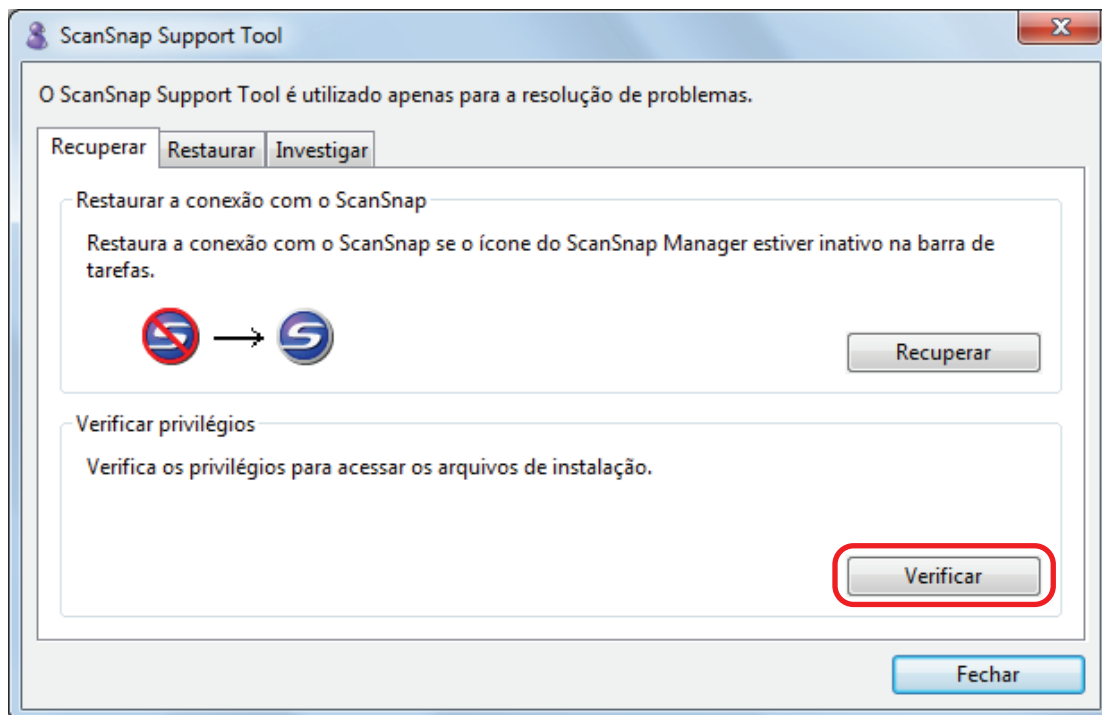 ScanSnap Support Tool
O ScanSnap Support Tool é utilizado apenas para a resolução de problemas.
Recuperar Restaurar Investigar
Restaurar a conexão com o ScanSnap
Restaura a conexão com o ScanSnap se o ícone do ScanSnap Manager estiver inativo na barra de
tarefas.
Recuperar
Verificar privilégios
Verifica os privilégios para acessar os arquivos de instalação.
Verificar
Fechar